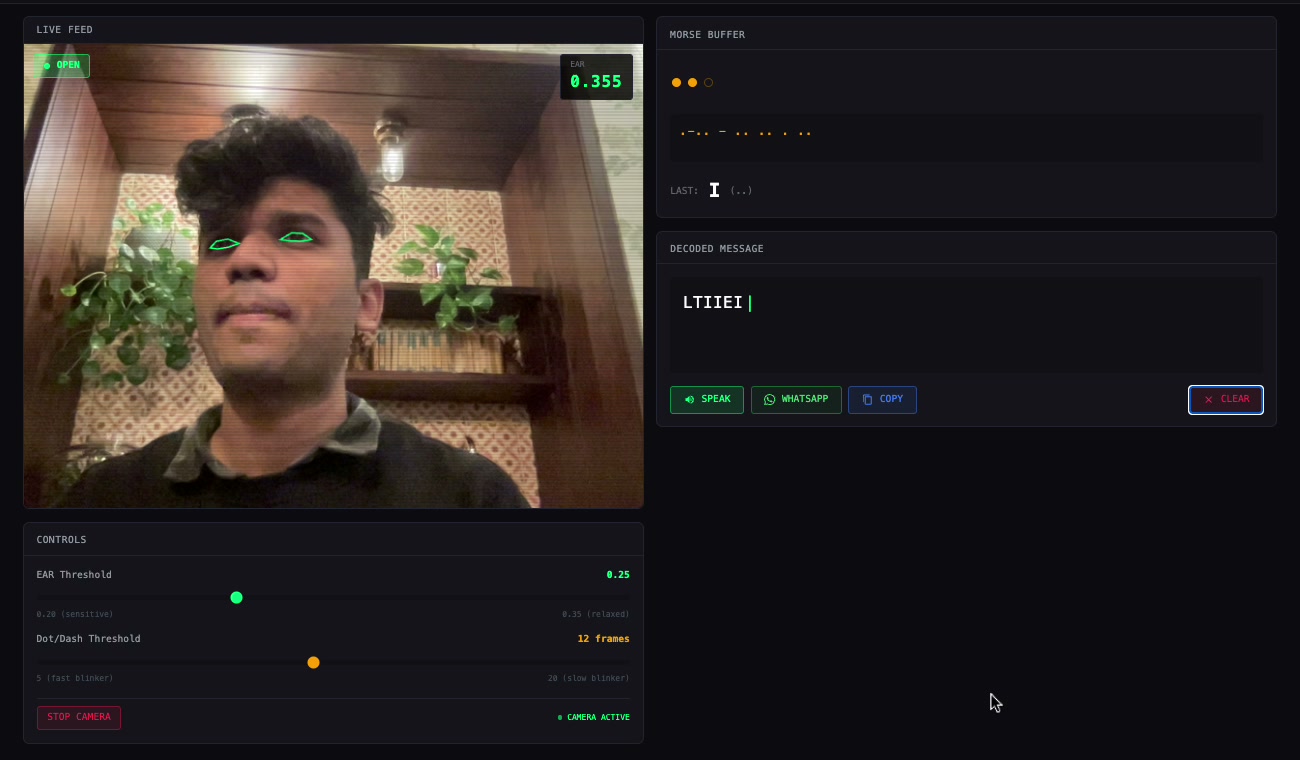 LIVE FEED
OPEN
EAR
0.355
CONTROLS
EAR Threshold 0.25
0.20 (sensitive) 0.35 (relaxed)
Dot/Dash Threshold 12 frames
5 (fast blinker) 20 (slow blinker)
STOP CAMERA CAMERA ACTIVE
MORSE BUFFER
.-.. - .. .. . ..
LAST: I (..)
DECODED MESSAGE
LTIIEI
SPEAK WHATSAPP COPY CLEAR